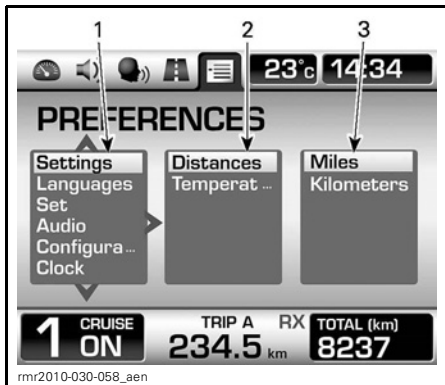 1 2 3
23°c 14:34
PREFERENCES
Settings Distances Miles
Languages Temperat ... Kilometers
Set
Audio
Configura ...
Clock
1 CRUISE ON TRIP A 234.5 km RX TOTAL (km) 8237
rmr2010-030-058_aen